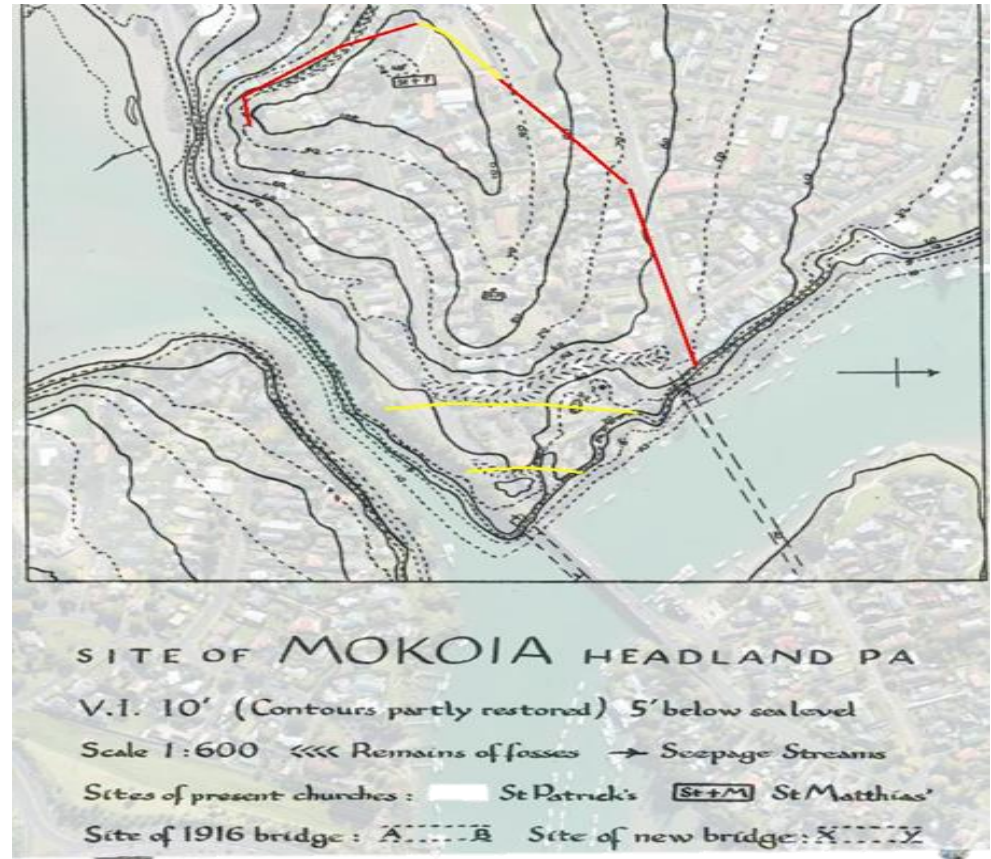 SITE OF MOKOIA HEADLAND PA
V.I. 10' (Contours partly restored) 5' below sealevel
Scale 1:600 <<<< Remains of fosses → Seepage Streams
Sites of present churches: St Patrick's St+M St Matthias'
Site of 1916 bridge: A.....B Site of new bridge: X.....Y